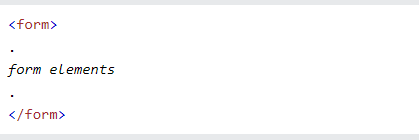 <form>
.
form elements
.
</form>